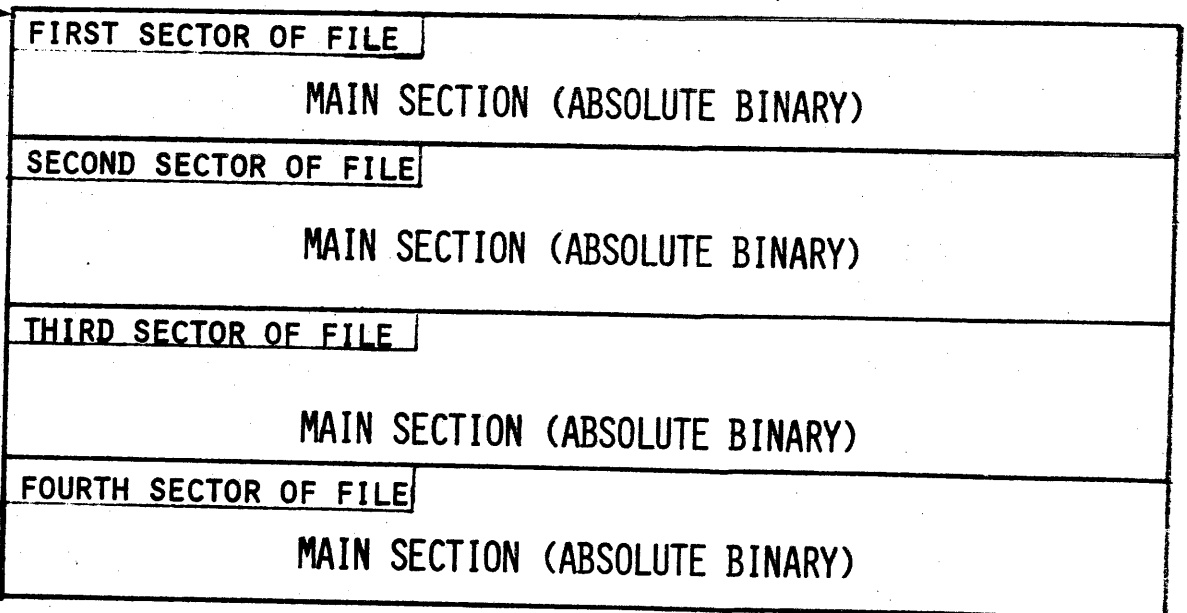 FIRST SECTOR OF FILE
MAIN SECTION (ABSOLUTE BINARY)
SECOND SECTOR OF FILE
MAIN SECTION (ABSOLUTE BINARY)
THIRD SECTOR OF FILE
MAIN SECTION (ABSOLUTE BINARY)
FOURTH SECTOR OF FILE
MAIN SECTION (ABSOLUTE BINARY)